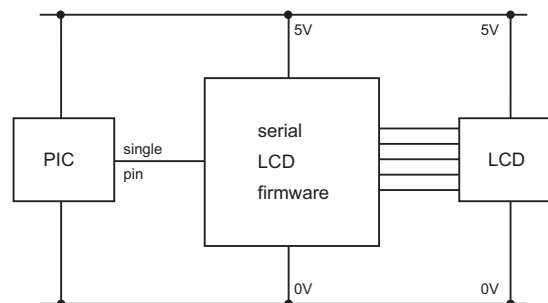 5V
5V
PIC
single
pin
serial
LCD
firmware
LCD
0V
0V